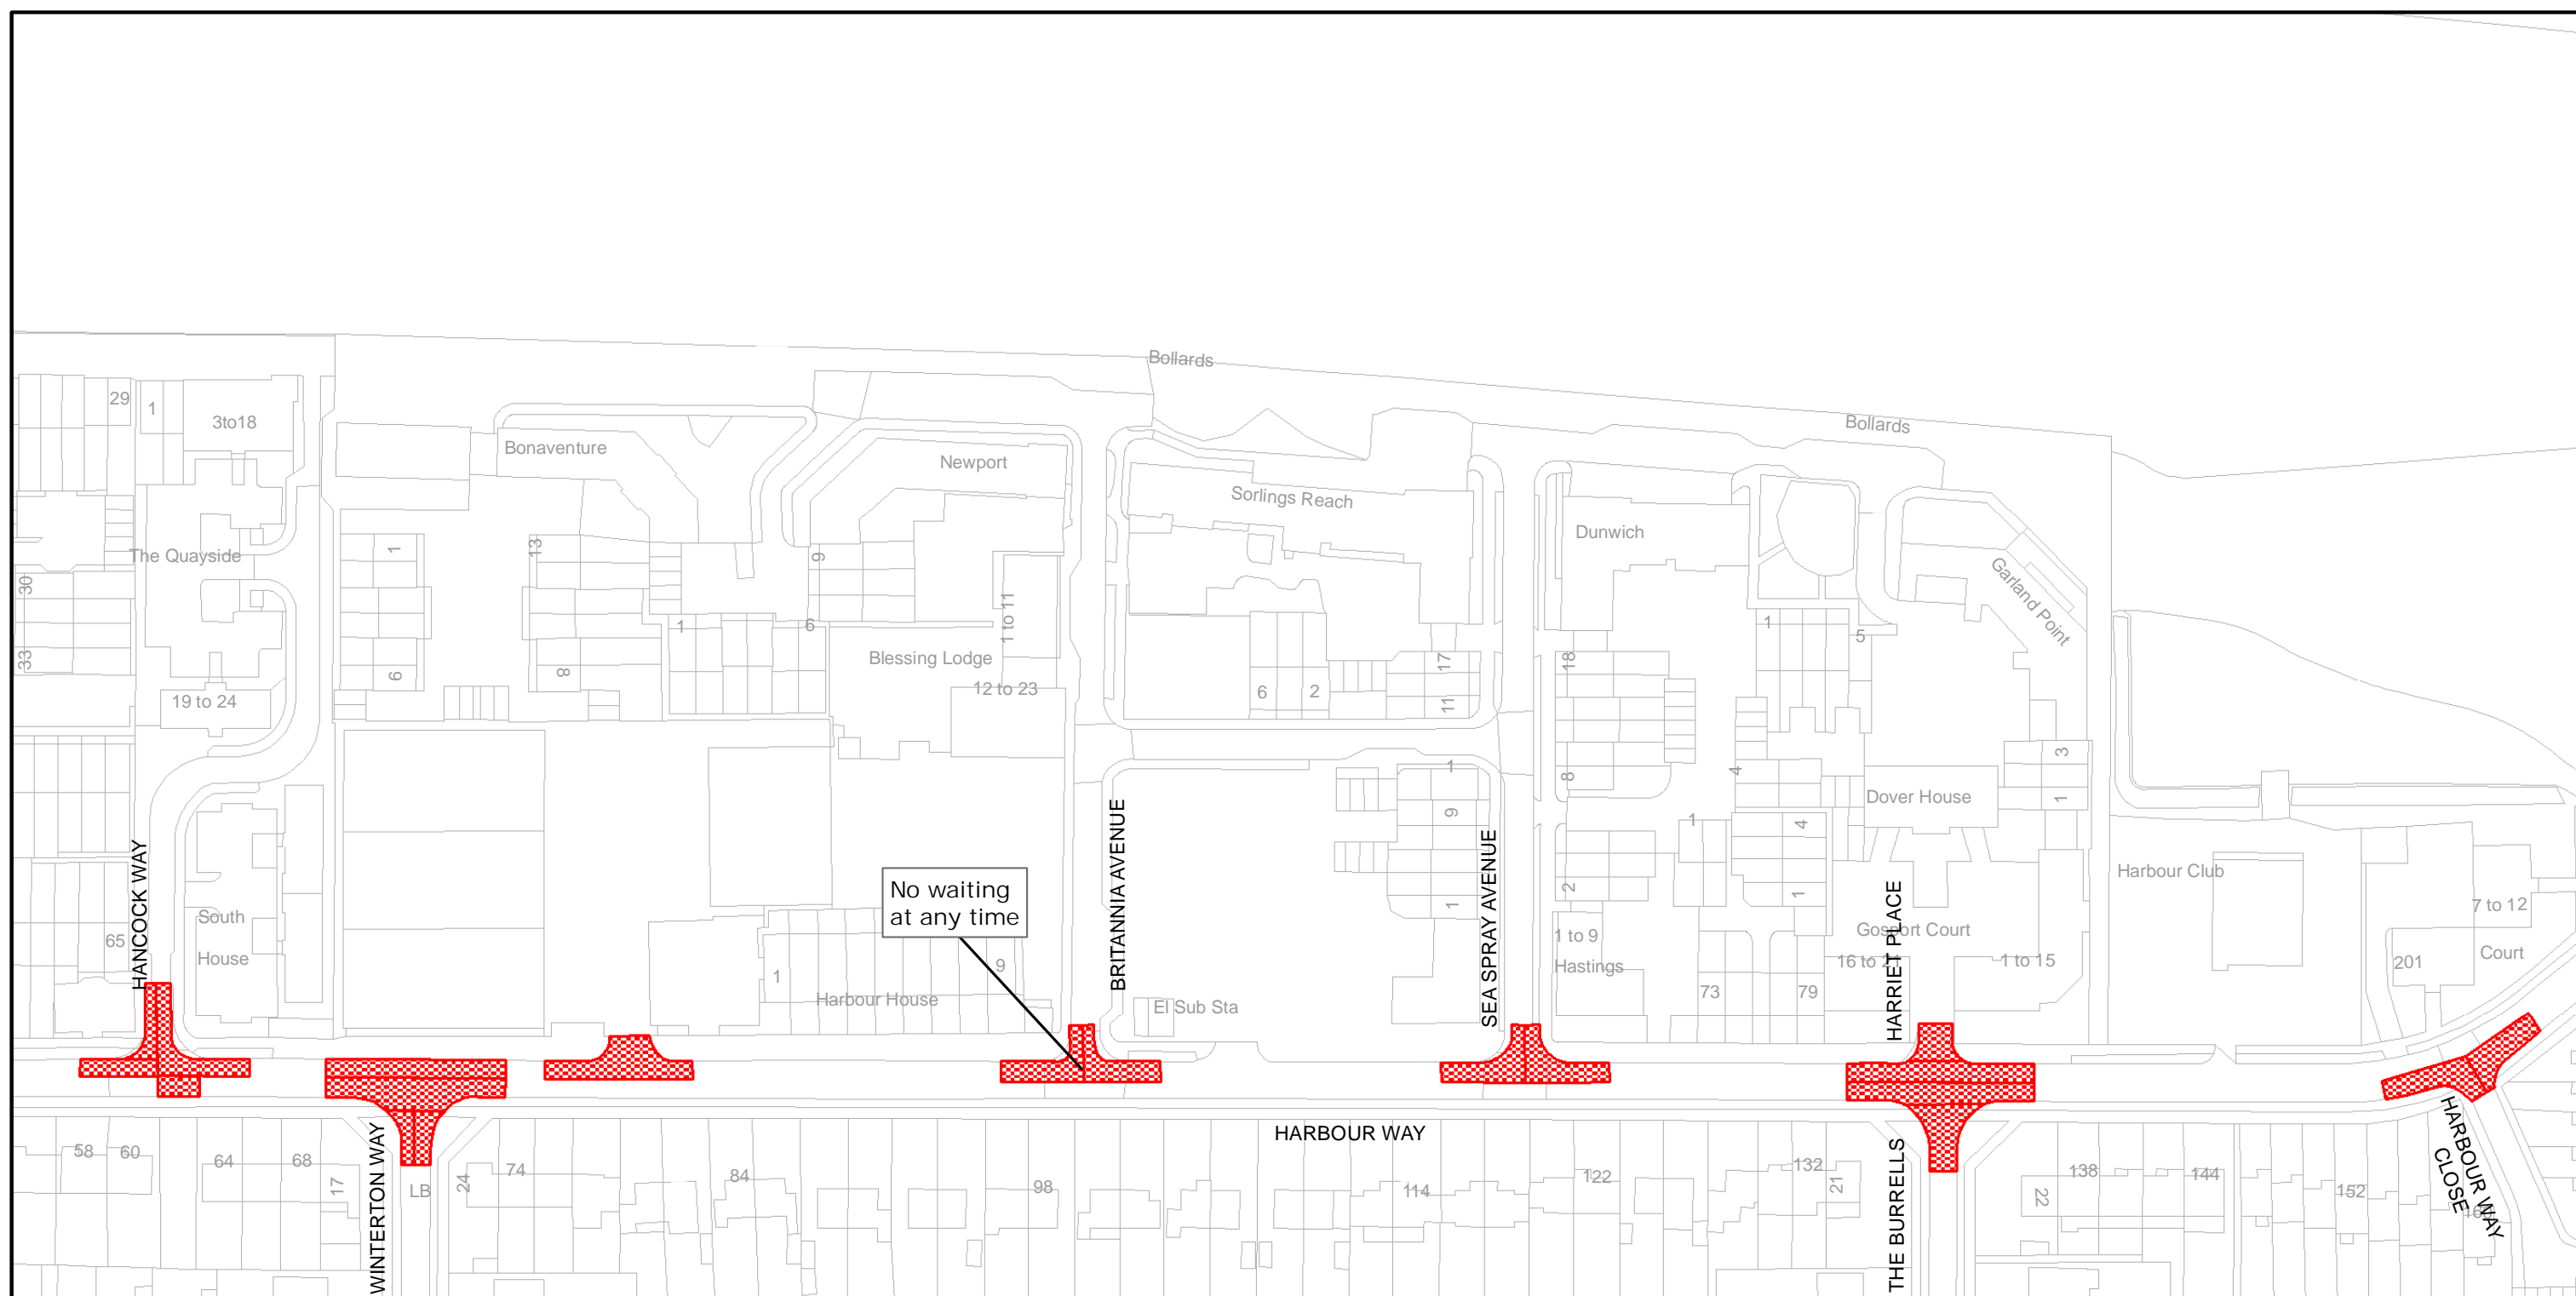 Bollards
Bollards
29
1
3to18
Bonaventure
Newport
Sorlings Reach
Dunwich
The Quayside
1
13
9
Garland Point
30
33
1
6
1 to 11
1
5
Blessing Lodge
6
8
12 to 23
6
2
17
11
18
19 to 24
8
4
3
1
1
9
1
Dover House
1
4
1
2
HANCOCK WAY
BRITANNIA AVENUE
SEA SPRAY AVENUE
HARRIET PLACE
Harbour Club
No waiting
at any time
South
House
65
1
9
Harbour House
El Sub Sta
1 to 9
Hastings
73
79
Gosport Court
16 to
1 to 15
7 to 12
Court
201
HARBOUR WAY
58
60
64
68
17
WINTERTON WAY
LB
24
74
84
98
114
122
132
21
THE BURRELLS
22
138
144
152
HARBOUR WAY
CLOSE